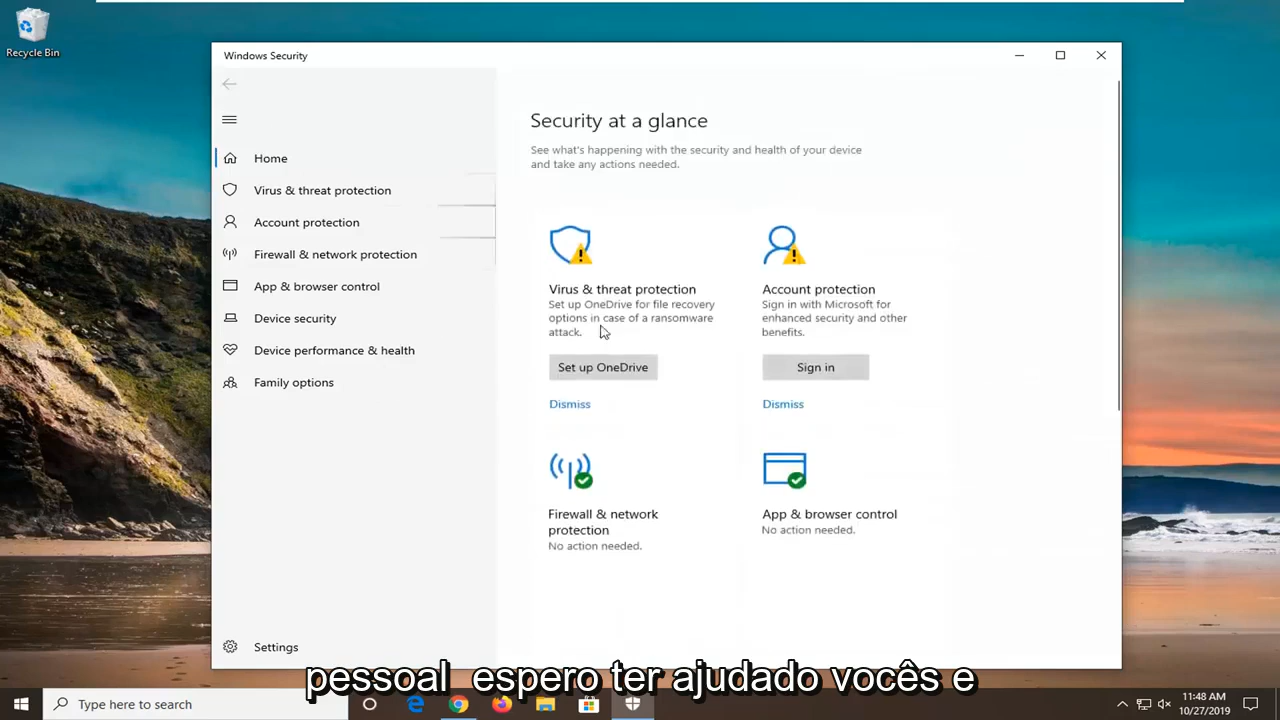 Recycle Bin
Windows Security
Home
Virus & threat protection
Account protection
Firewall & network protection
App & browser control
Device security
Device performance & health
Family options
Settings
Security at a glance
See what's happening with the security and health of your device
and take any actions needed.
Virus & threat protection
Set up OneDrive for file recovery
options in case of a ransomware
attack.
Set up OneDrive
Dismiss
Account protection
Sign in with Microsoft for
enhanced security and other
benefits.
Sign in
Dismiss
Firewall & network
protection
No action needed.
App & browser control
No action needed.
pessoal espero ter ajudado vocês e
Type here to search
11:48 AM
10/27/2019